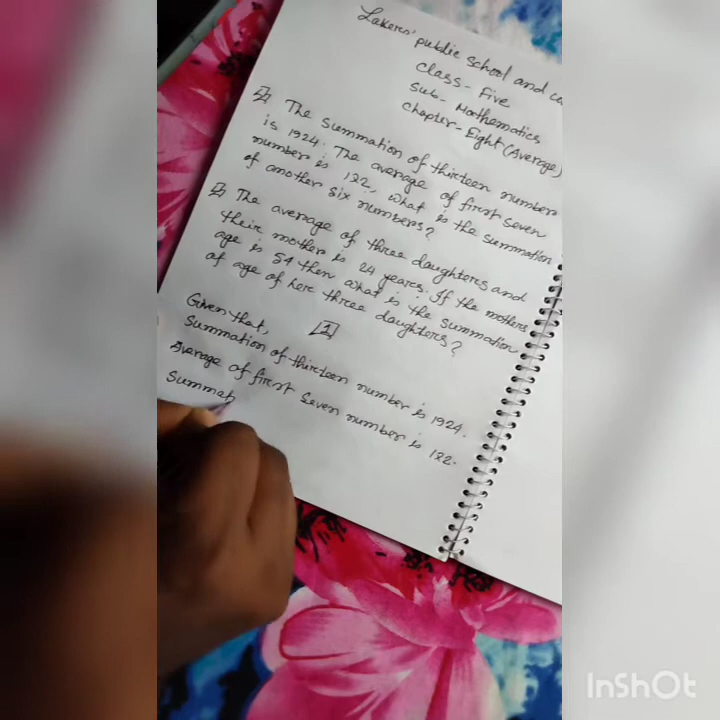 Lakers' public school and co
Class- Five
Sub- Mathematics
Chapter- Eight (Average)
1 The Summation of thirteen number
is 1924. The average of first seven
number is 122, what is the summation
of another six numbers?
2 The average of three daughters and
their mother is 24 years. If the mothers
age is 54 then what is the summation
of age of her three daughters?
1
Given that,
Summation of thirteen number is 1924.
Average of first seven number is 122.
Summat
InShOt